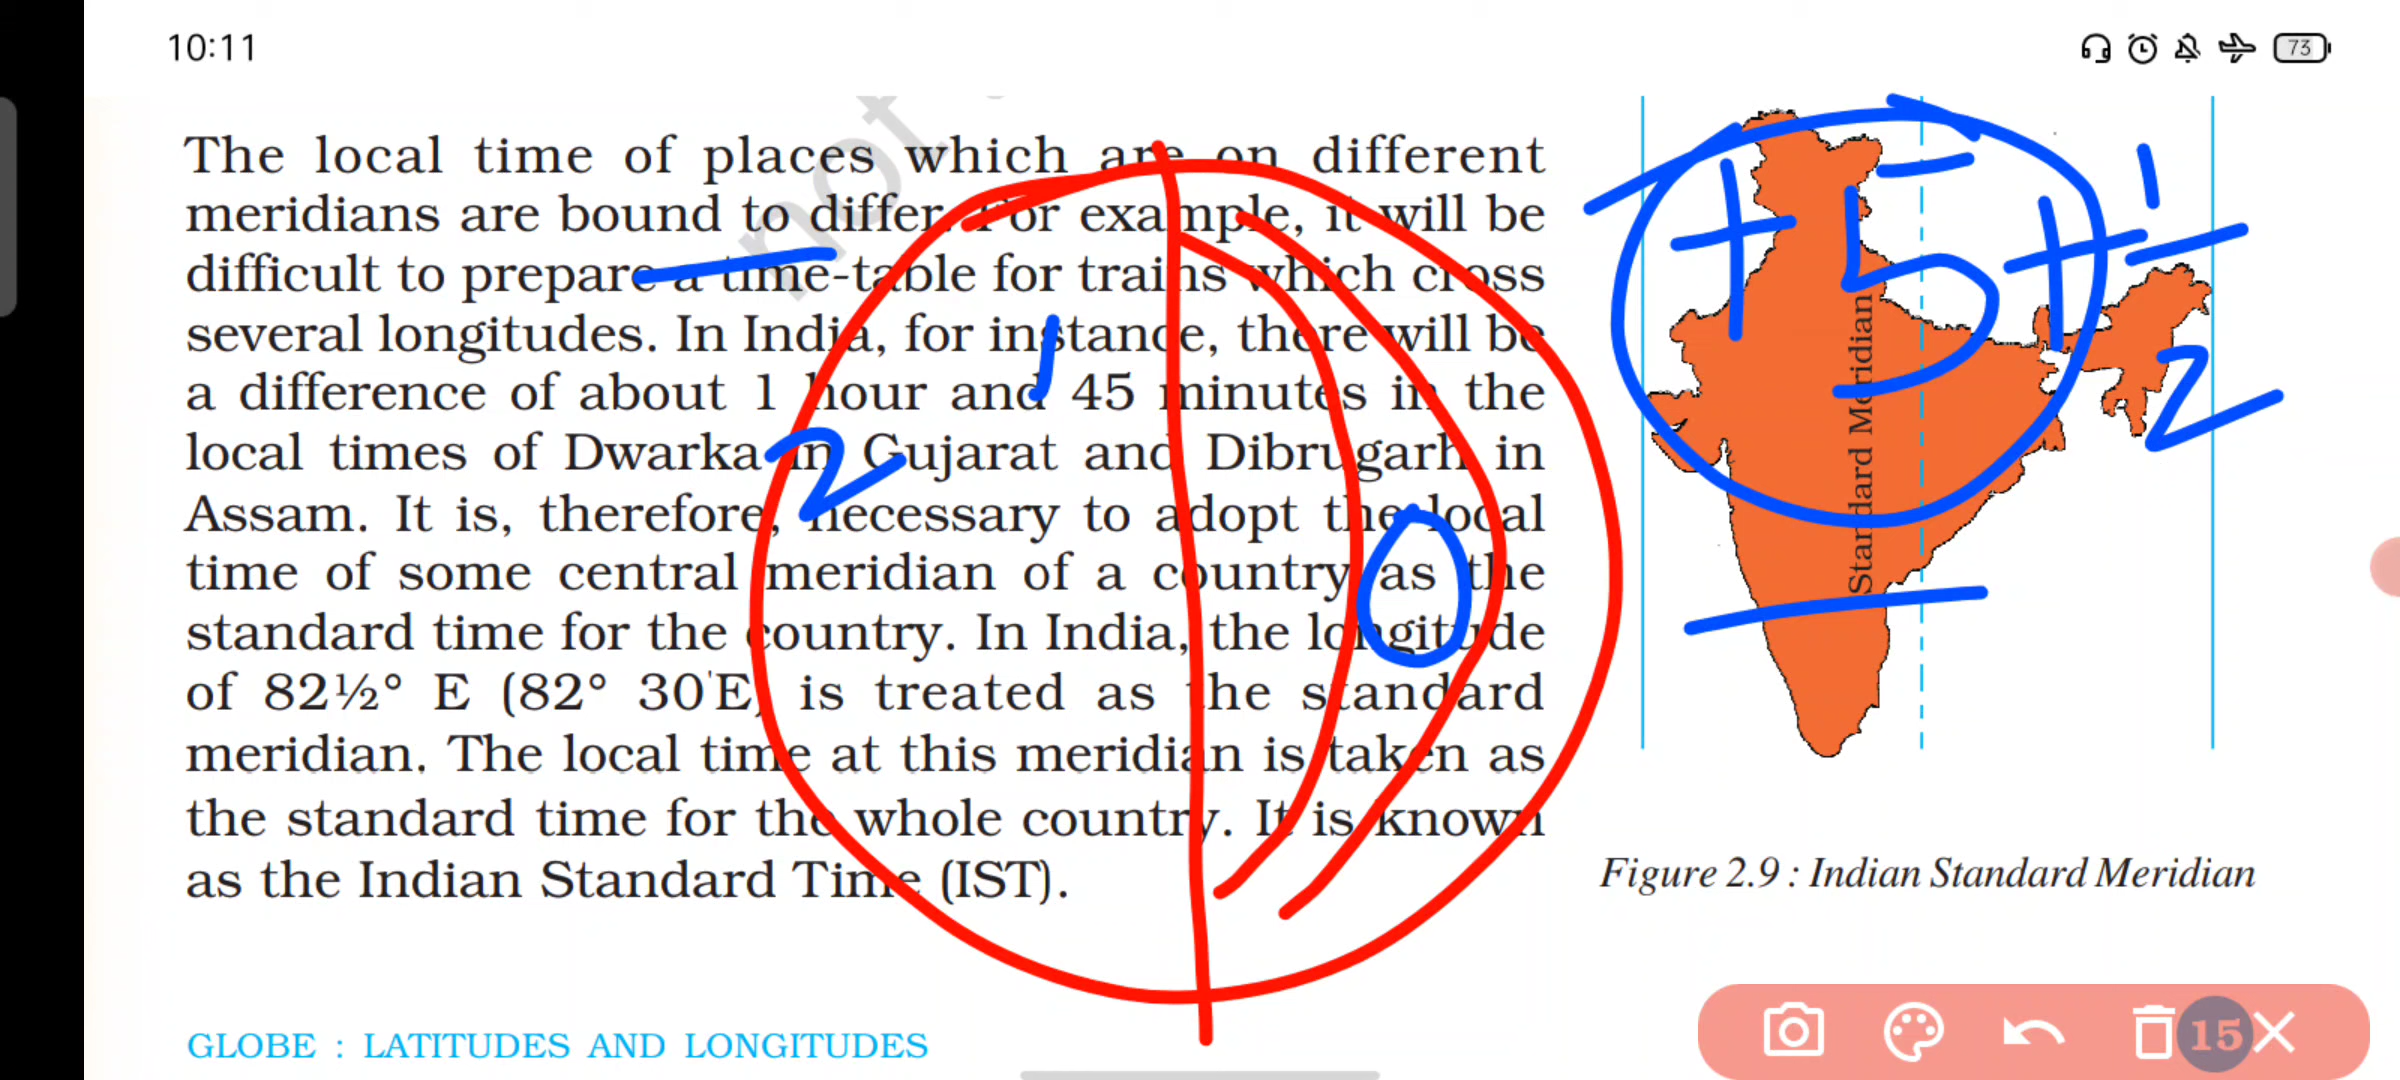 10:11
73
not
The local time of places which are on different
meridians are bound to differ. For example, it will be
difficult to prepare a time-table for trains which cross
several longitudes. In India, for instance, there will be
a difference of about 1 hour and 45 minutes in the
local times of Dwarka in Gujarat and Dibrugarh in
Assam. It is, therefore, necessary to adopt the local
time of some central meridian of a country as the
standard time for the country. In India, the longitude
of 82½° E (82° 30'E) is treated as the standard
meridian. The local time at this meridian is taken as
the standard time for the whole country. It is known
as the Indian Standard Time (IST).
1
2
0
+ 5 + 1
2
Standard Meridian
Figure 2.9 : Indian Standard Meridian
GLOBE : LATITUDES AND LONGITUDES
15